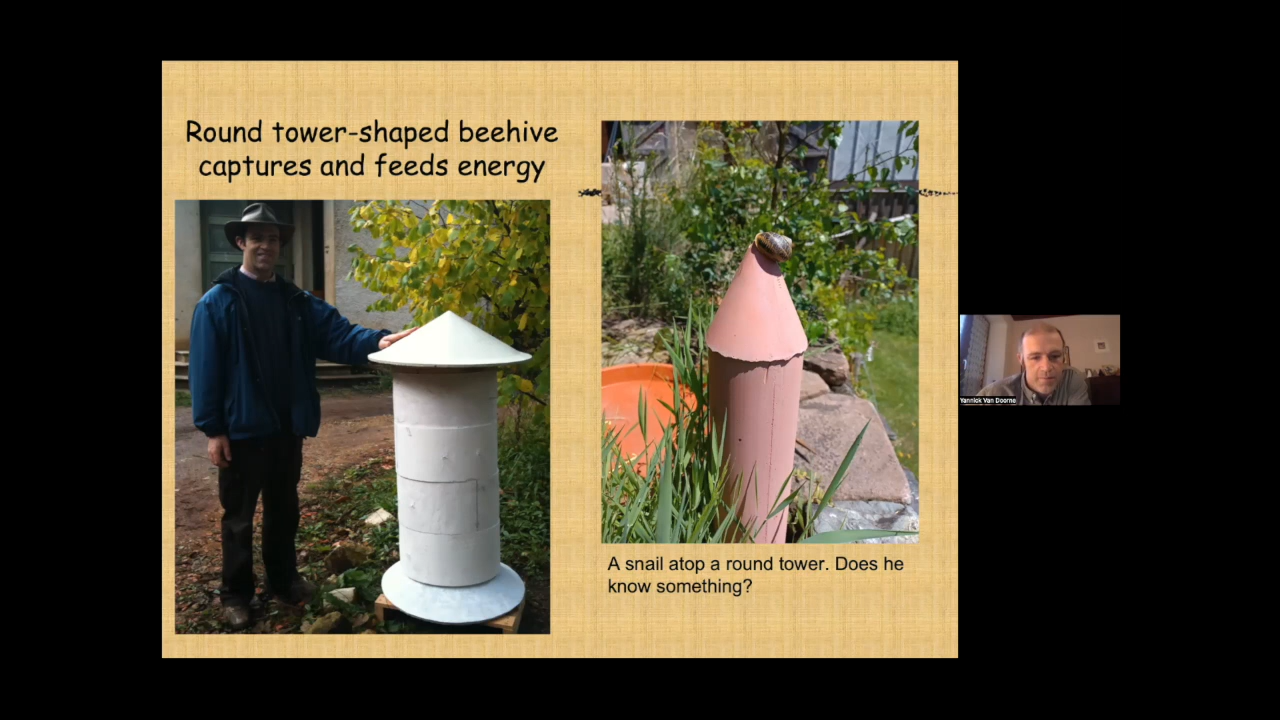 Round tower-shaped beehive
captures and feeds energy
A snail atop a round tower. Does he
know something?
Yannick Van Doorne